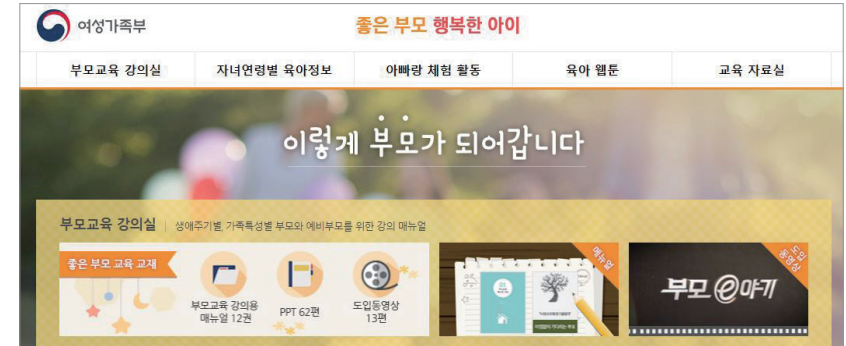 여성가족부
좋은 부모 행복한 아이
부모교육 강의실 자녀연령별 육아정보 아빠랑 체험 활동 육아 웹툰 교육 자료실
이렇게 부모가 되어갑니다
부모교육 강의실 | 생애주기별, 가족특성별 부모와 예비부모를 위한 강의 매뉴얼
좋은 부모 교육 교재
부모교육 강의용
매뉴얼 12권
PPT 62편
도입동영상
13편
매뉴얼
도입
동영상
부모 e야기